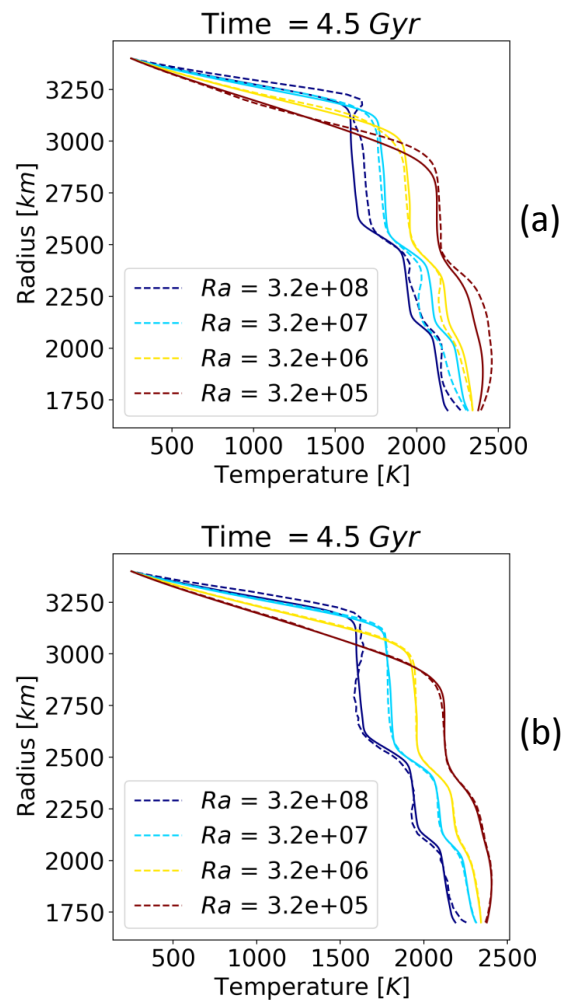 Time = 4.5 Gyr
3250
3000
2750
2500
2250
2000
1750
Radius [km]
(a)
Ra = 3.2e+08
Ra = 3.2e+07
Ra = 3.2e+06
Ra = 3.2e+05
500 1000 1500 2000 2500
Temperature [K]
Time = 4.5 Gyr
3250
3000
2750
2500
2250
2000
1750
Radius [km]
(b)
Ra = 3.2e+08
Ra = 3.2e+07
Ra = 3.2e+06
Ra = 3.2e+05
500 1000 1500 2000 2500
Temperature [K]